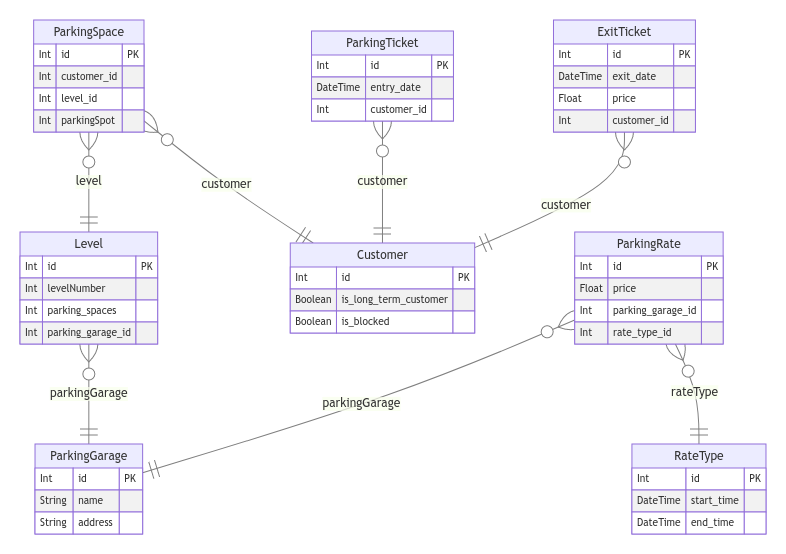 ParkingSpace
Int id PK
Int customer_id
Int level_id
Int parkingSpot
ParkingTicket
Int id PK
DateTime entry_date
Int customer_id
ExitTicket
Int id PK
DateTime exit_date
Float price
Int customer_id
level
customer
customer
customer
Level
Int id PK
Int levelNumber
Int parking_spaces
Int parking_garage_id
Customer
Int id PK
Boolean is_long_term_customer
Boolean is_blocked
ParkingRate
Int id PK
Float price
Int parking_garage_id
Int rate_type_id
parkingGarage
parkingGarage
rateType
ParkingGarage
Int id PK
String name
String address
RateType
Int id PK
DateTime start_time
DateTime end_time